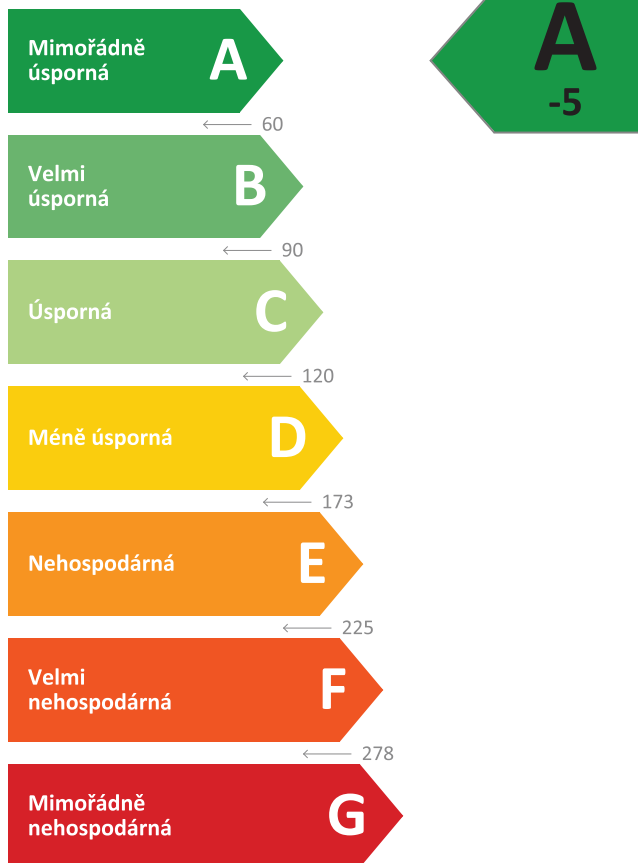 Mimořádně
úsporná
A
A
-5
60
Velmi
úsporná
B
90
Úsporná
C
120
Méně úsporná
D
173
Nehospodárná
E
225
Velmi
nehospodárná
F
278
Mimořádně
nehospodárná
G